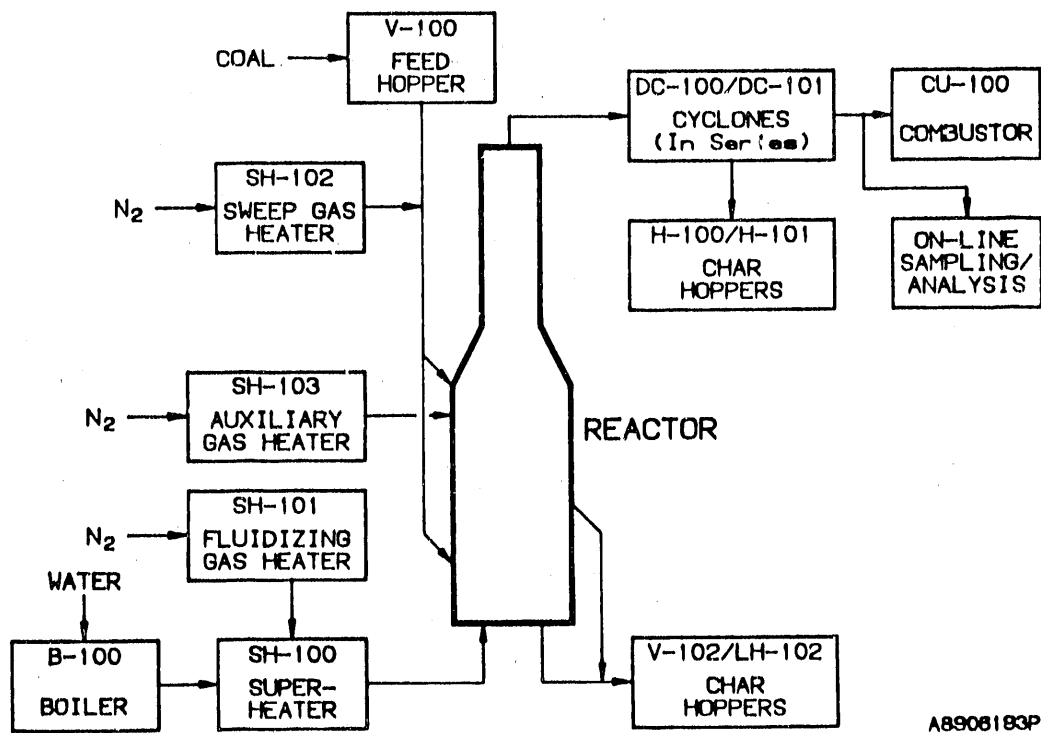 V-100
FEED
HOPPER
COAL
DC-100/DC-101
CYCLONES
(In Series)
CU-100
COMBUSTOR
SH-102
SWEEP GAS
HEATER
N2
H-100/H-101
CHAR
HOPPERS
ON-LINE
SAMPLING/
ANALYSIS
SH-103
AUXILIARY
GAS HEATER
N2
REACTOR
SH-101
FLUIDIZING
GAS HEATER
N2
WATER
B-100
BOILER
SH-100
SUPER-
HEATER
V-102/LH-102
CHAR
HOPPERS
A8906193P